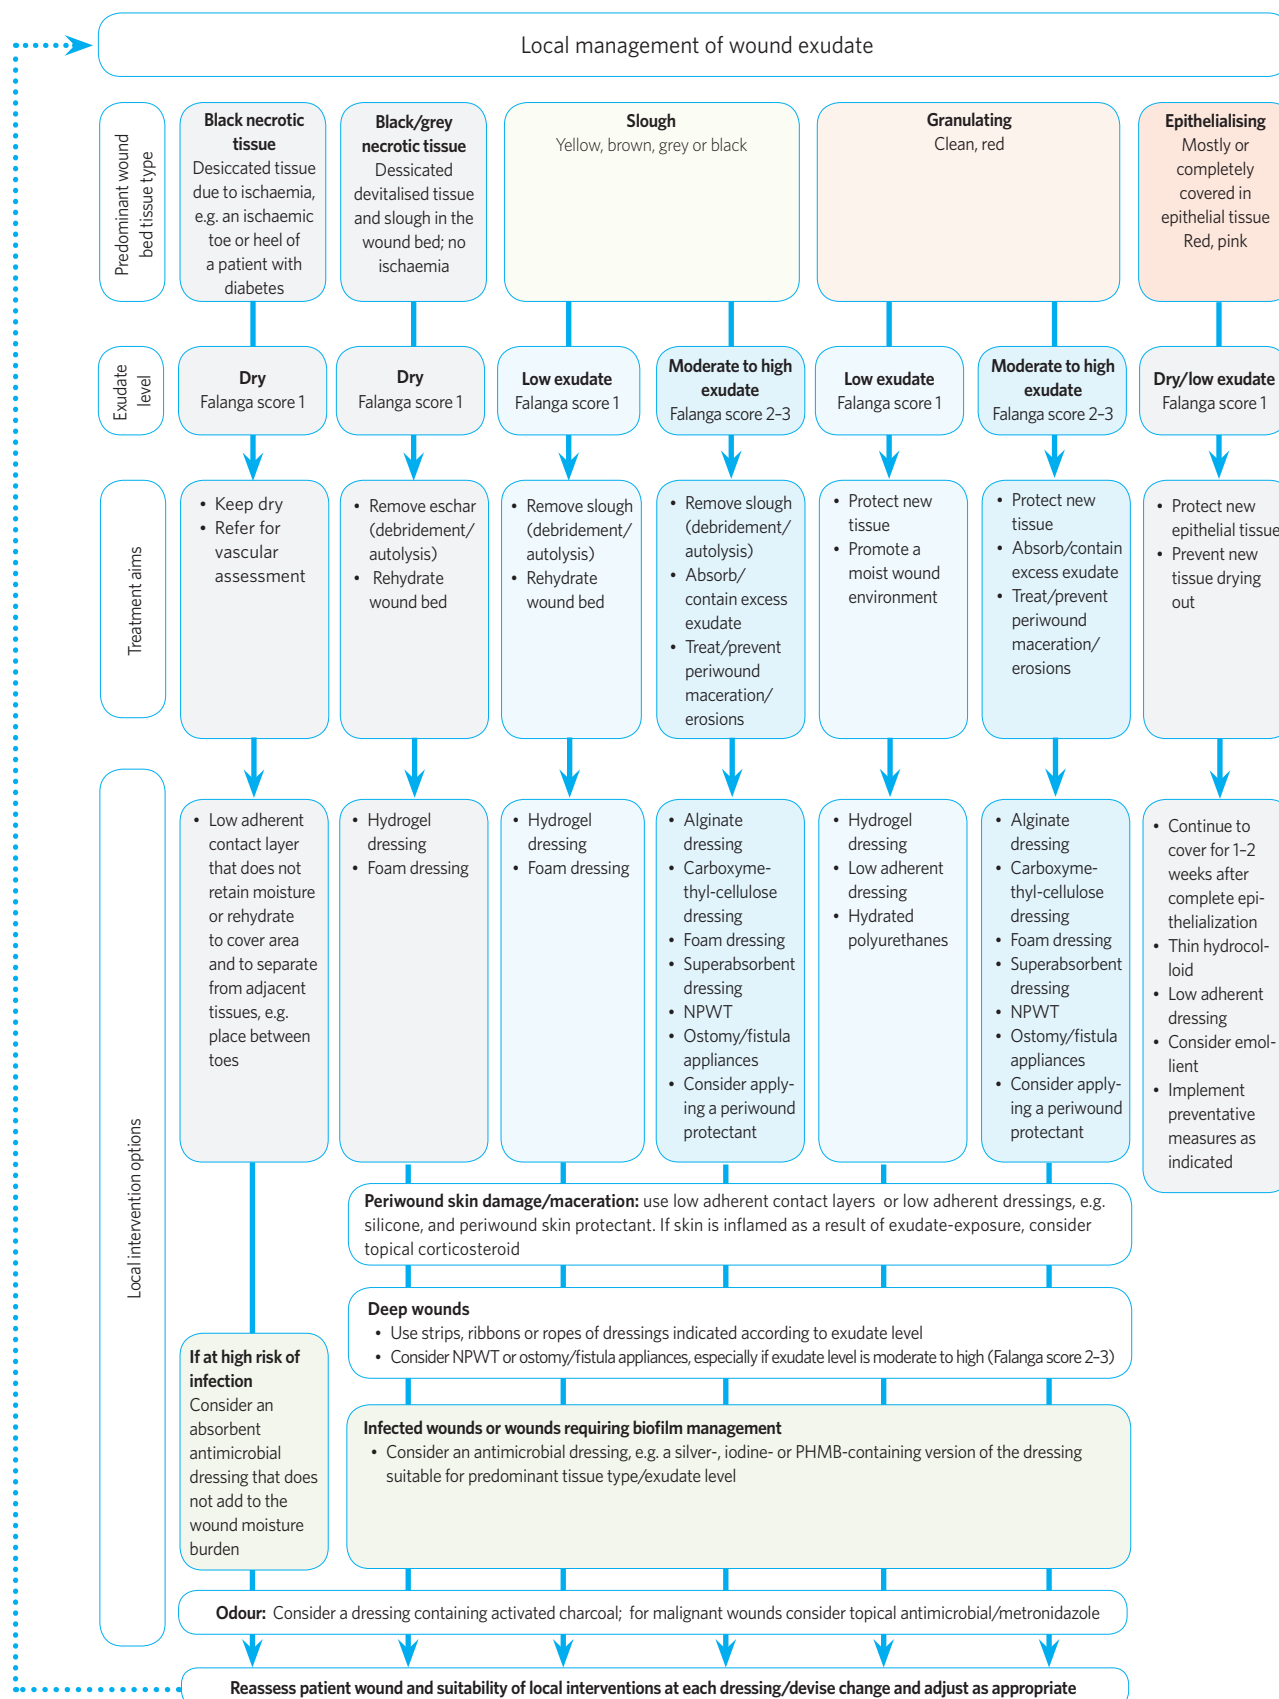 Local management of wound exudate
Predominant wound
bed tissue type
Black necrotic
tissue
Desiccated tissue
due to ischaemia,
e.g. an ischaemic
toe or heel of
a patient with
diabetes
Black/grey
necrotic tissue
Dessicated
devitalised tissue
and slough in the
wound bed; no
ischaemia
Slough
Yellow, brown, grey or black
Granulating
Clean, red
Epithelialising
Mostly or
completely
covered in
epithelial tissue
Red, pink
Exudate
level
Dry
Falanga score 1
Dry
Falanga score 1
Low exudate
Falanga score 1
Moderate to high
exudate
Falanga score 2–3
Low exudate
Falanga score 1
Moderate to high
exudate
Falanga score 2–3
Dry/low exudate
Falanga score 1
Treatment aims
• Keep dry
• Refer for
vascular
assessment
• Remove eschar
(debridement/
autolysis)
• Rehydrate
wound bed
• Remove slough
(debridement/
autolysis)
• Rehydrate
wound bed
• Remove slough
(debridement/
autolysis)
• Absorb/
contain excess
exudate
• Treat/prevent
periwound
maceration/
erosions
• Protect new
tissue
• Promote a
moist wound
environment
• Protect new
tissue
• Absorb/contain
excess exudate
• Treat/prevent
periwound
maceration/
erosions
• Protect new
epithelial tissue
• Prevent new
tissue drying
out
Local intervention options
• Low adherent
contact layer
that does not
retain moisture
or rehydrate
to cover area
and to separate
from adjacent
tissues, e.g.
place between
toes
• Hydrogel
dressing
• Foam dressing
• Hydrogel
dressing
• Foam dressing
• Alginate
dressing
• Carboxyme-
thyl-cellulose
dressing
• Foam dressing
• Superabsorbent
dressing
• NPWT
• Ostomy/fistula
appliances
• Consider apply-
ing a periwound
protectant
• Hydrogel
dressing
• Low adherent
dressing
• Hydrated
polyurethanes
• Alginate
dressing
• Carboxyme-
thyl-cellulose
dressing
• Foam dressing
• Superabsorbent
dressing
• NPWT
• Ostomy/fistula
appliances
• Consider apply-
ing a periwound
protectant
• Continue to
cover for 1–2
weeks after
complete epi-
thelialization
• Thin hydrocol-
loid
• Low adherent
dressing
• Consider emol-
lient
• Implement
preventative
measures as
indicated
Periwound skin damage/maceration: use low adherent contact layers or low adherent dressings, e.g.
silicone, and periwound skin protectant. If skin is inflamed as a result of exudate-exposure, consider
topical corticosteroid
Deep wounds
• Use strips, ribbons or ropes of dressings indicated according to exudate level
• Consider NPWT or ostomy/fistula appliances, especially if exudate level is moderate to high (Falanga score 2–3)
If at high risk of
infection
Consider an
absorbent
antimicrobial
dressing that does
not add to the
wound moisture
burden
Infected wounds or wounds requiring biofilm management
• Consider an antimicrobial dressing, e.g. a silver-, iodine- or PHMB-containing version of the dressing
suitable for predominant tissue type/exudate level
Odour: Consider a dressing containing activated charcoal; for malignant wounds consider topical antimicrobial/metronidazole
Reassess patient wound and suitability of local interventions at each dressing/devise change and adjust as appropriate